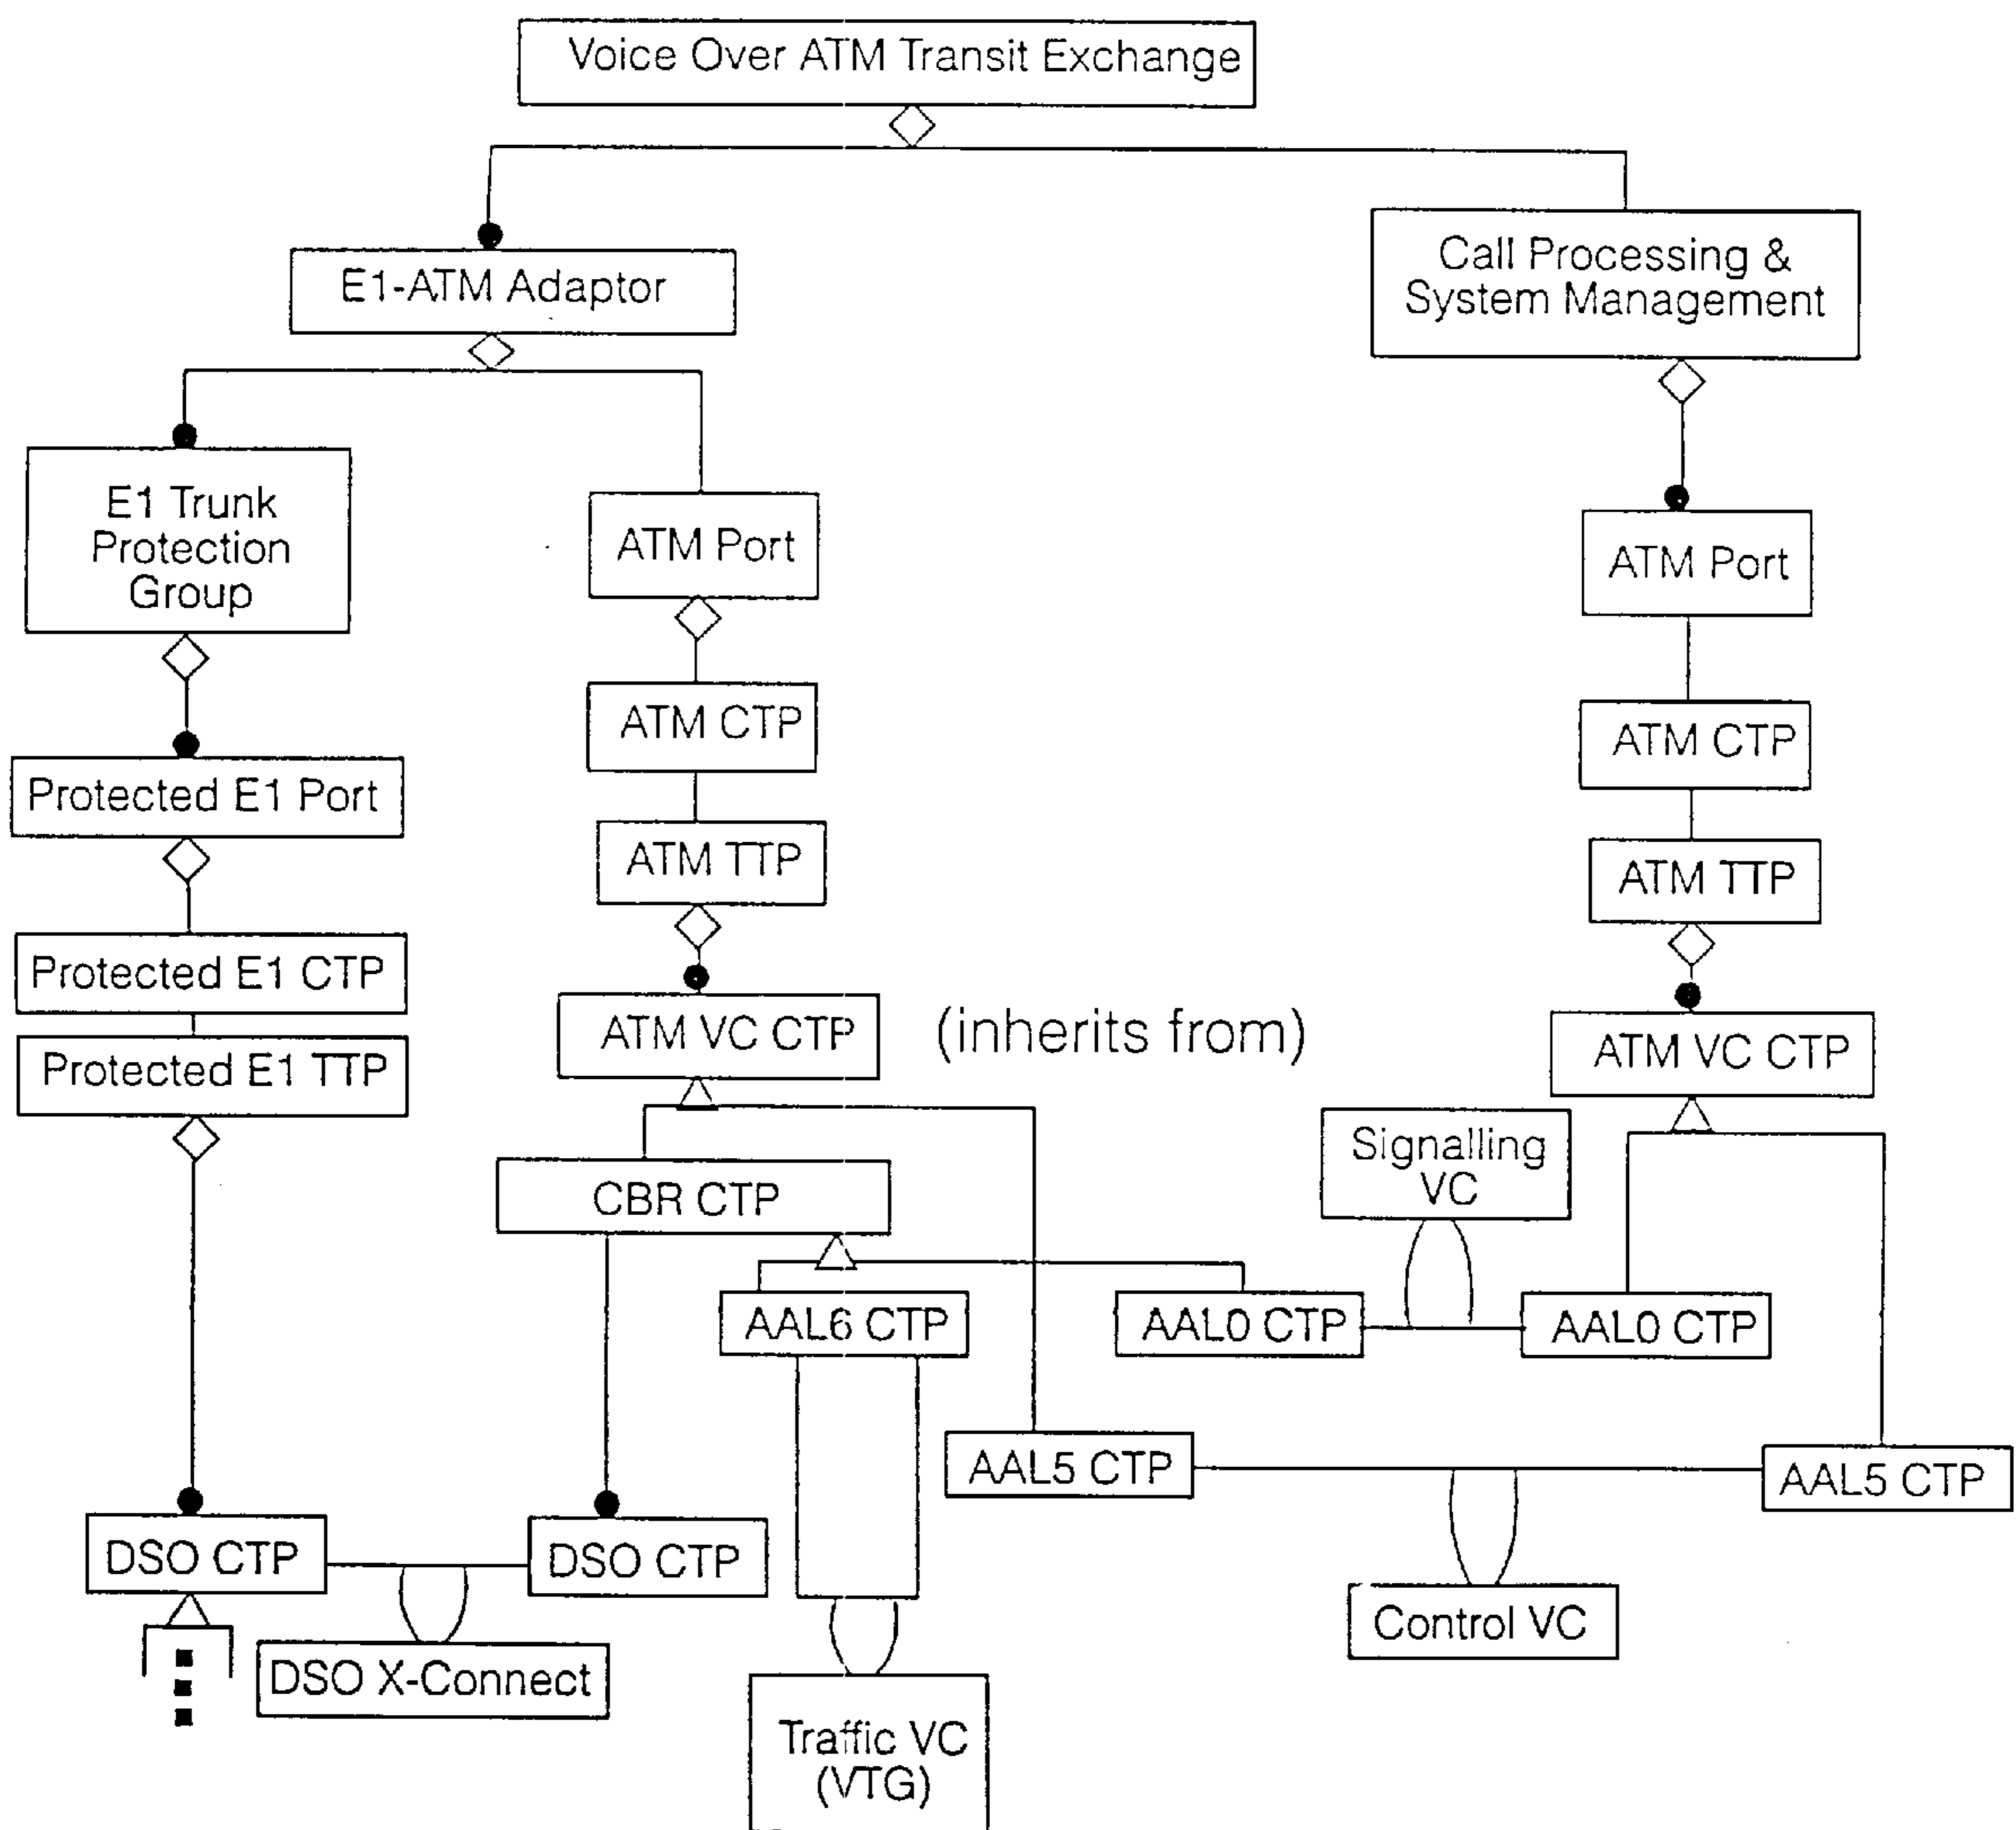 Voice Over ATM Transit Exchange
E1-ATM Adaptor
Call Processing &
System Management
E1 Trunk
Protection
Group
ATM Port
ATM Port
ATM CTP
ATM CTP
Protected E1 Port
ATM TTP
ATM TTP
Protected E1 CTP
ATM VC CTP
(inherits from)
ATM VC CTP
Protected E1 TTP
Signalling
VC
CBR CTP
AAL6 CTP
AAL0 CTP
AAL0 CTP
AAL5 CTP
AAL5 CTP
DSO CTP
DSO CTP
Control VC
DSO X-Connect
Traffic VC
(VTG)